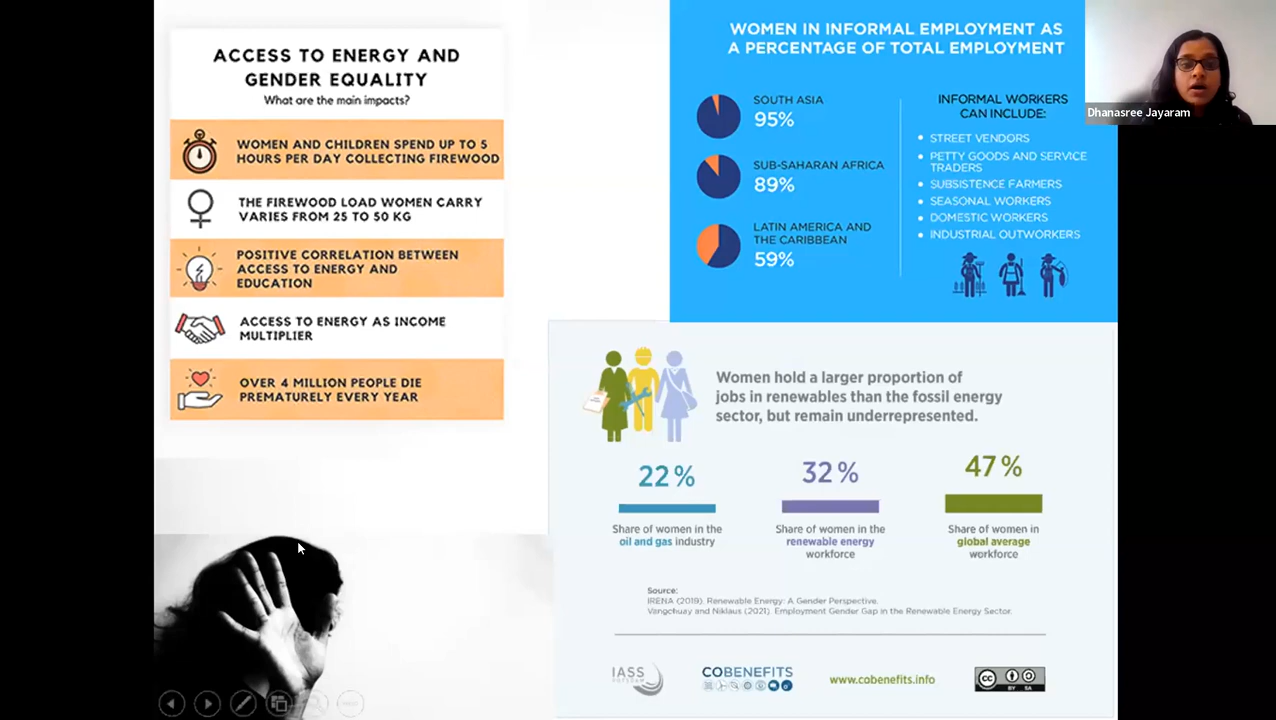 ACCESS TO ENERGY AND
GENDER EQUALITY
What are the main impacts?
WOMEN AND CHILDREN SPEND UP TO 5
HOURS PER DAY COLLECTING FIREWOOD
THE FIREWOOD LOAD WOMEN CARRY
VARIES FROM 25 TO 50 KG
POSITIVE CORRELATION BETWEEN
ACCESS TO ENERGY AND
EDUCATION
ACCESS TO ENERGY AS INCOME
MULTIPLIER
OVER 4 MILLION PEOPLE DIE
PREMATURELY EVERY YEAR
WOMEN IN INFORMAL EMPLOYMENT AS
A PERCENTAGE OF TOTAL EMPLOYMENT
SOUTH ASIA
95%
SUB-SAHARAN AFRICA
89%
LATIN AMERICA AND
THE CARIBBEAN
59%
INFORMAL WORKERS
CAN INCLUDE:
• STREET VENDORS
• PETTY GOODS AND SERVICE
TRADERS
• SUBSISTENCE FARMERS
• SEASONAL WORKERS
• DOMESTIC WORKERS
• INDUSTRIAL OUTWORKERS
Dhanasree Jayaram
Women hold a larger proportion of
jobs in renewables than the fossil energy
sector, but remain underrepresented.
22%
Share of women in the
oil and gas industry
32%
Share of women in the
renewable energy
workforce
47%
Share of women in
global average
workforce
Source:
IRENA (2019). Renewable Energy: A Gender Perspective.
Vangchuay and Niklaus (2021). Employment Gender Gap in the Renewable Energy Sector.
IASS
POTSDAM
COBENEFITS
www.cobenefits.info
cc
BY SA